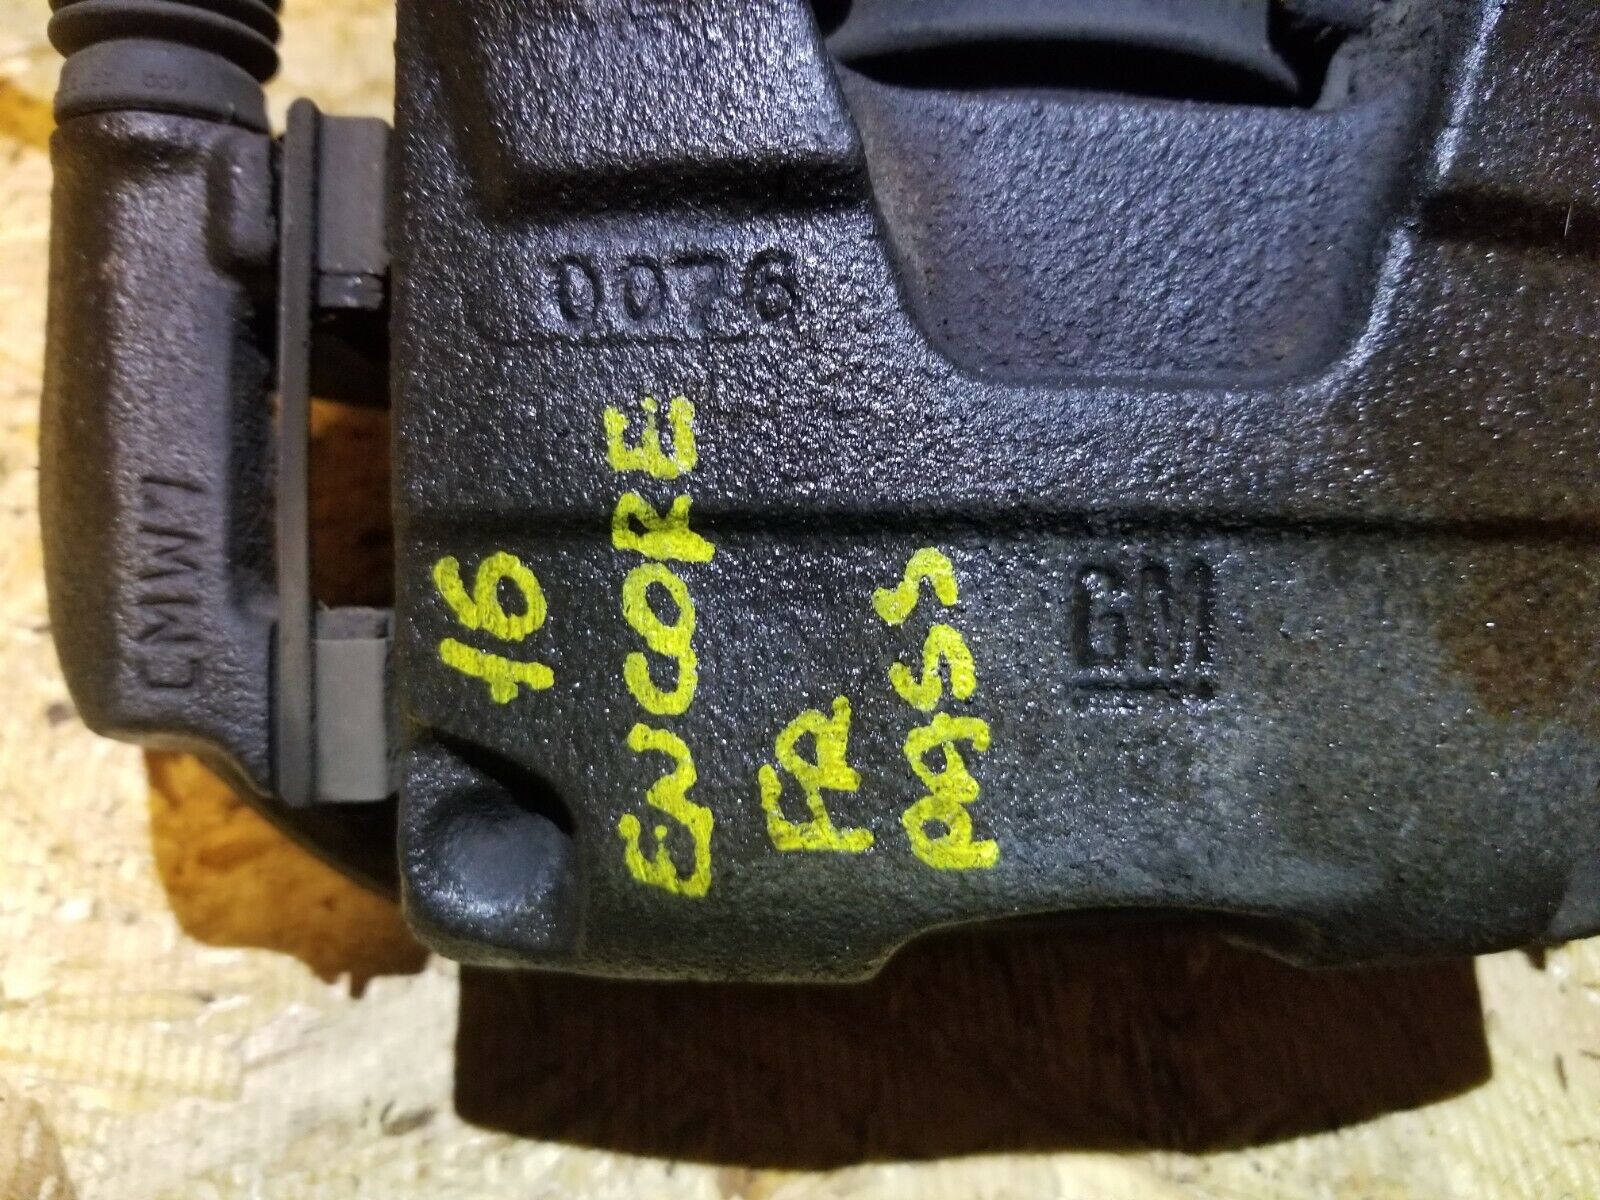 0076
CMW7
16
ENCORE
FR
PASS
GM